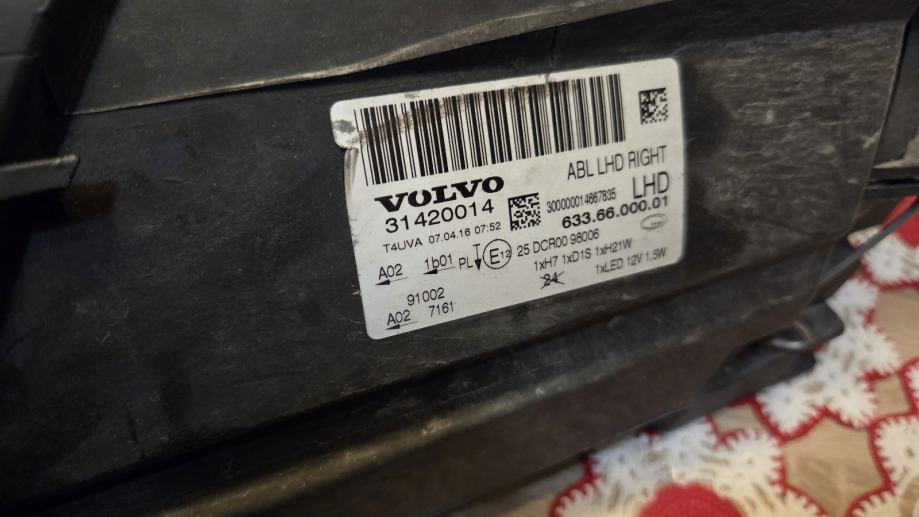 ABL LHD RIGHT
VOLVO
31420014
300000014667835
LHD
633.66.000.01
T4UVA 07.04.16 07:52
A02 1b01 PL E12 25 DCR00 98006
1xH7 1xD1S 1xH21W
24 1xLED 12V 1,5W
91002
A02 7161